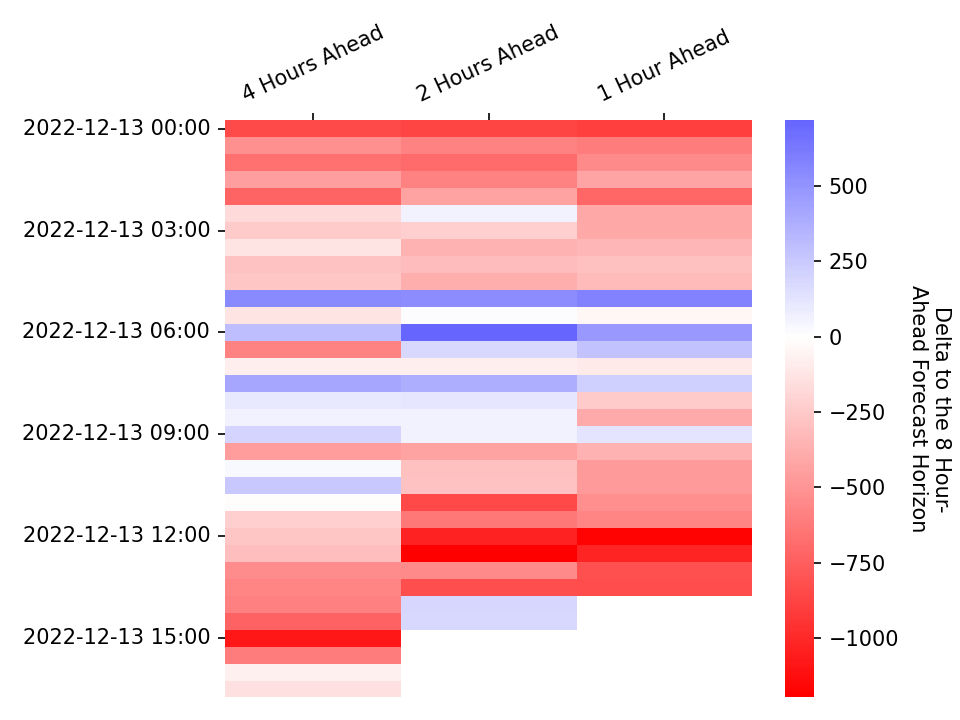 4 Hours Ahead
2 Hours Ahead
1 Hour Ahead
2022-12-13 00:00
2022-12-13 03:00
2022-12-13 06:00
2022-12-13 09:00
2022-12-13 12:00
2022-12-13 15:00
500
250
0
−250
−500
−750
−1000
Delta to the 8 Hour-
Ahead Forecast Horizon